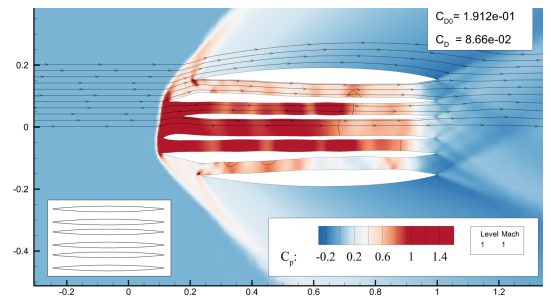 C_D0= 1.912e-01
C_D = 8.66e-02
0.2
0
-0.2
-0.4
C_p:
-0.2 0.2 0.6 1 1.4
Level Mach
1 1
-0.2 0 0.2 0.4 0.6 0.8 1 1.2